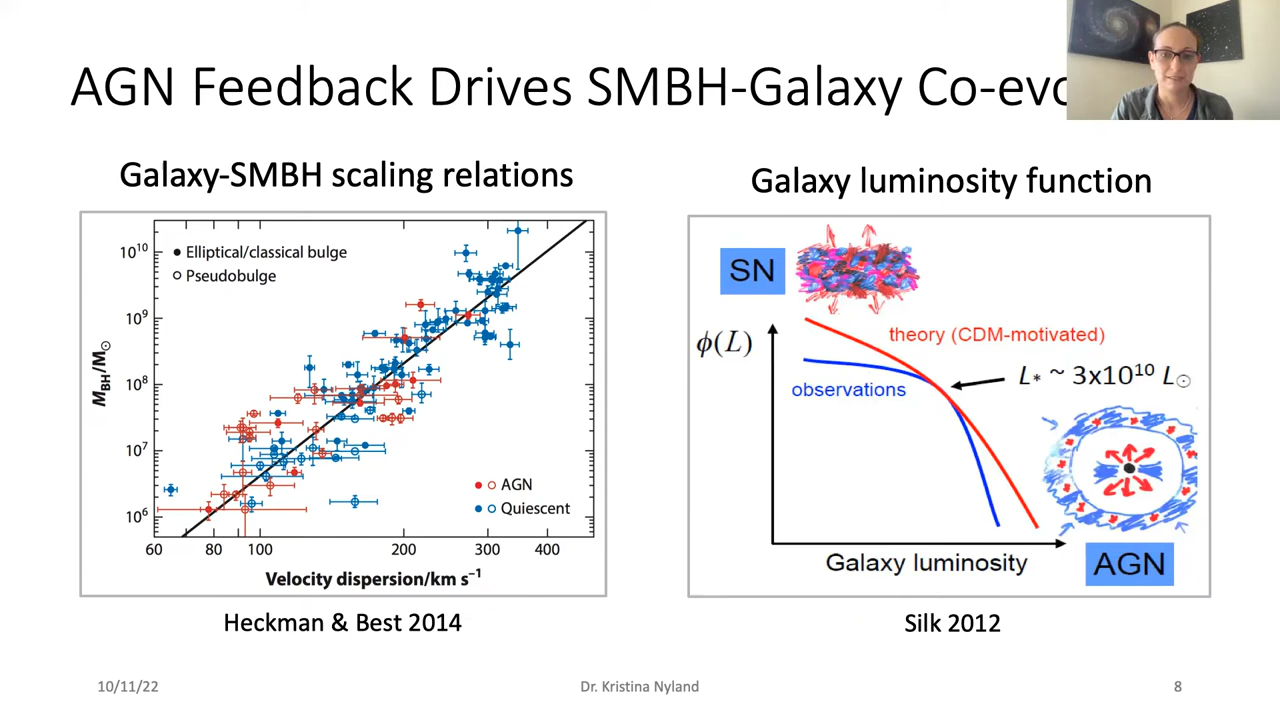 AGN Feedback Drives SMBH-Galaxy Co-evo
Galaxy-SMBH scaling relations
Elliptical/classical bulge
Pseudobulge
10¹⁰
10⁹
10⁸
10⁷
10⁶
M_BH/M_☉
AGN
Quiescent
60 80 100 200 300 400
Velocity dispersion/km s⁻¹
Heckman & Best 2014
Galaxy luminosity function
SN
ϕ(L)
theory (CDM-motivated)
observations
L* ~ 3x10¹⁰ L☉
Galaxy luminosity
AGN
Silk 2012
10/11/22
Dr. Kristina Nyland
8